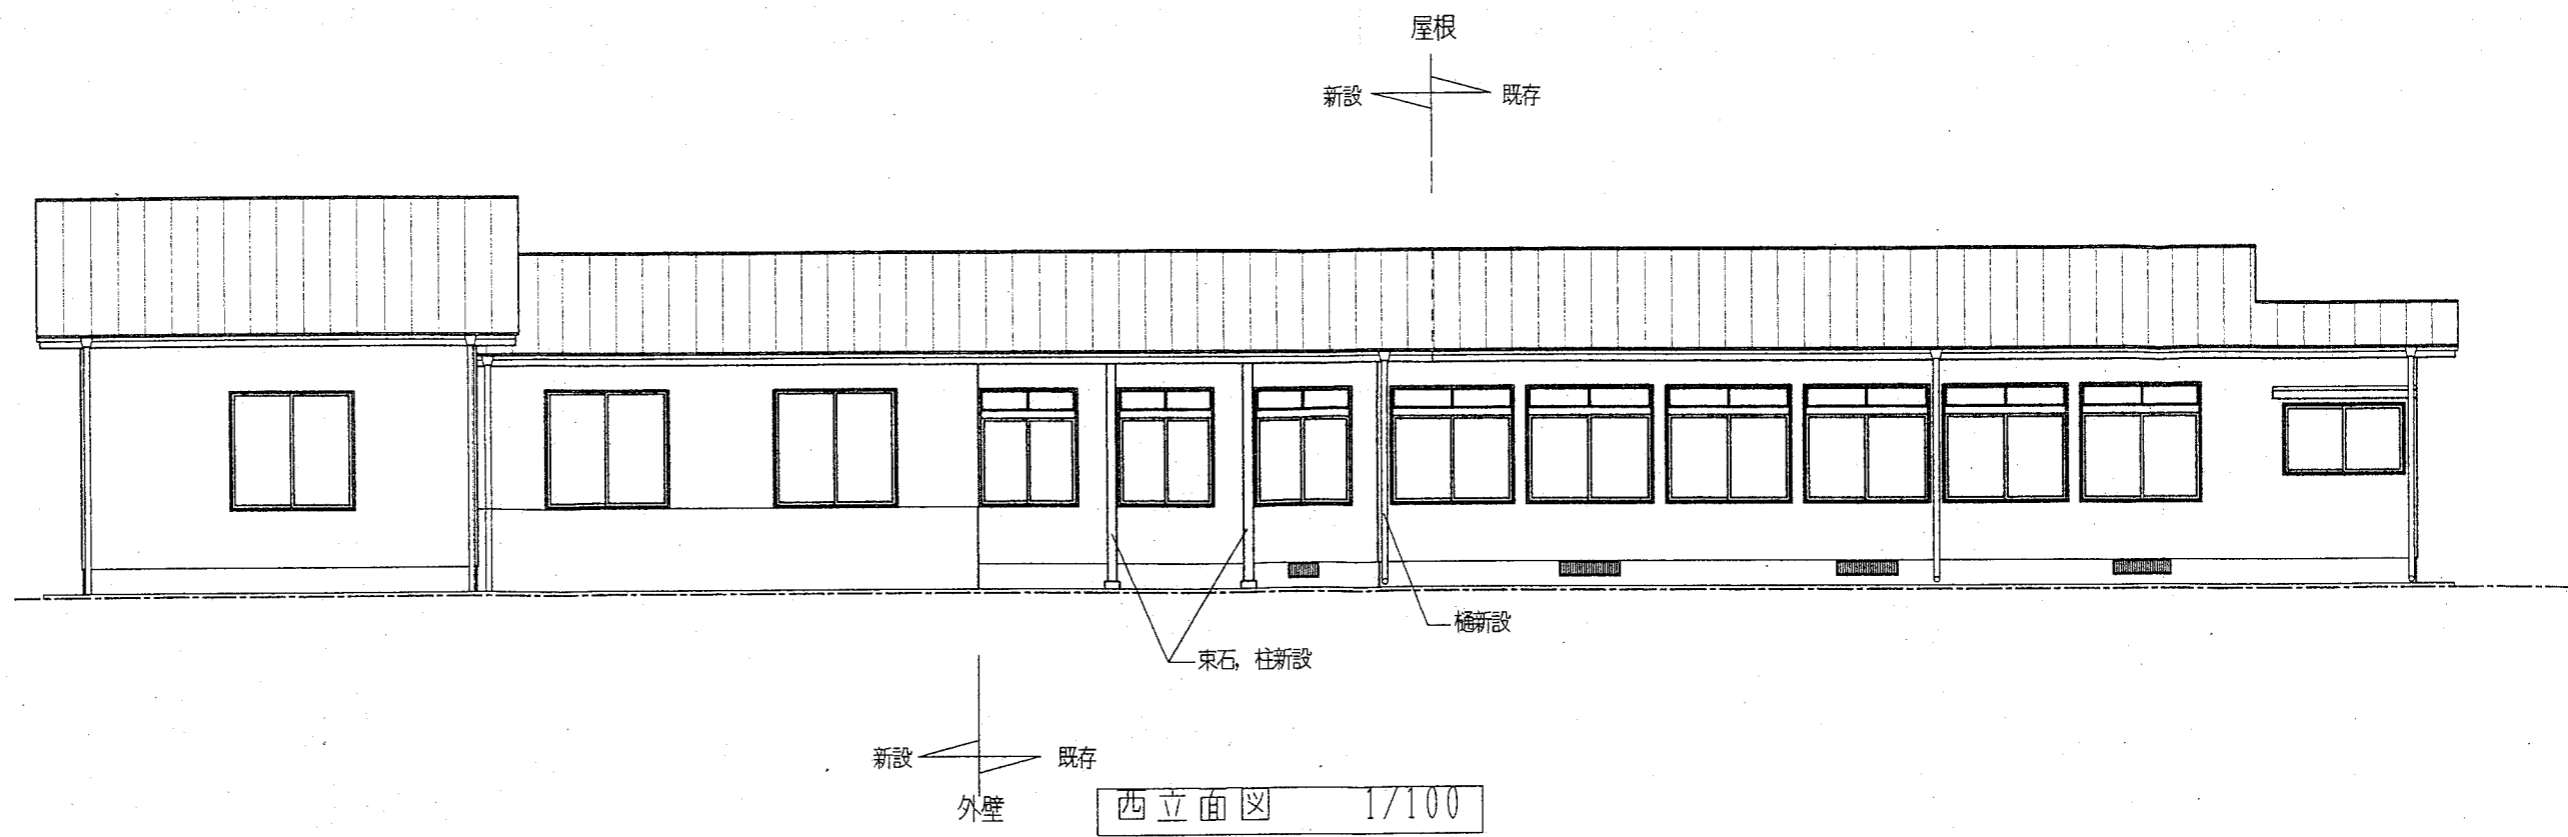 屋根
新設 既存
樋新設
束石，柱新設
新設 既存
外壁
西立面図 1/100